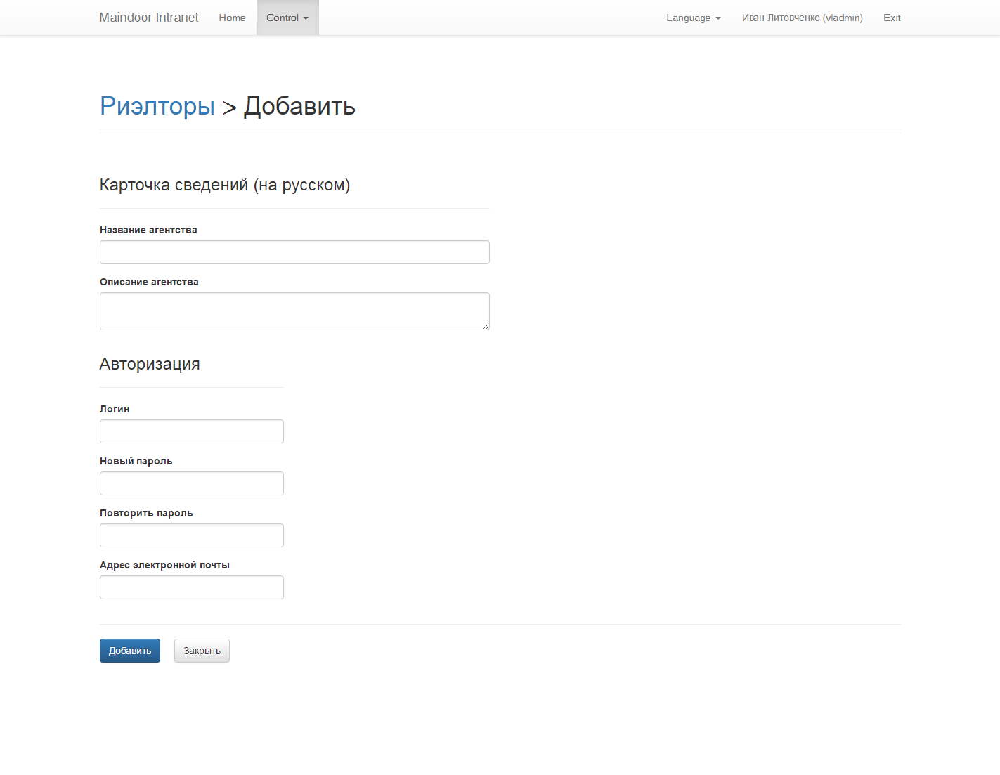 Maindoor Intranet Home Control Language Иван Литовченко (vladmin) Exit
Риэлторы > Добавить
Карточка сведений (на русском)
Название агентства
Описание агентства
Авторизация
Логин
Новый пароль
Повторить пароль
Адрес электронной почты
Добавить Закрыть